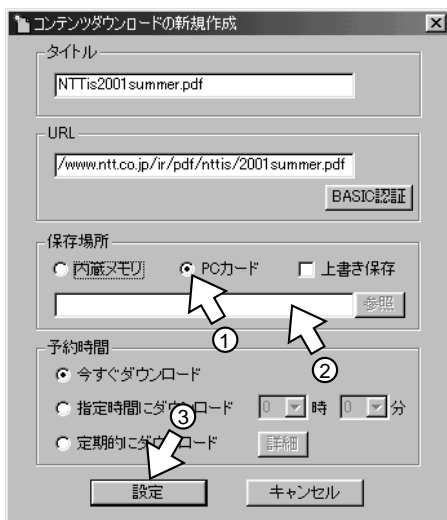 コンテンツダウンロードの新規作成
タイトル
NTTis2001summer.pdf
URL
/www.ntt.co.jp/ir/pdf/nttis/2001summer.pdf
BASIC認証
保存場所
内蔵メモリ PCカード 上書き保存
参照
① ②
予約時間
今すぐダウンロード
指定時間にダウンロード 0 時 0 分
③
定期的にダウンロード 詳細
設定 キャンセル